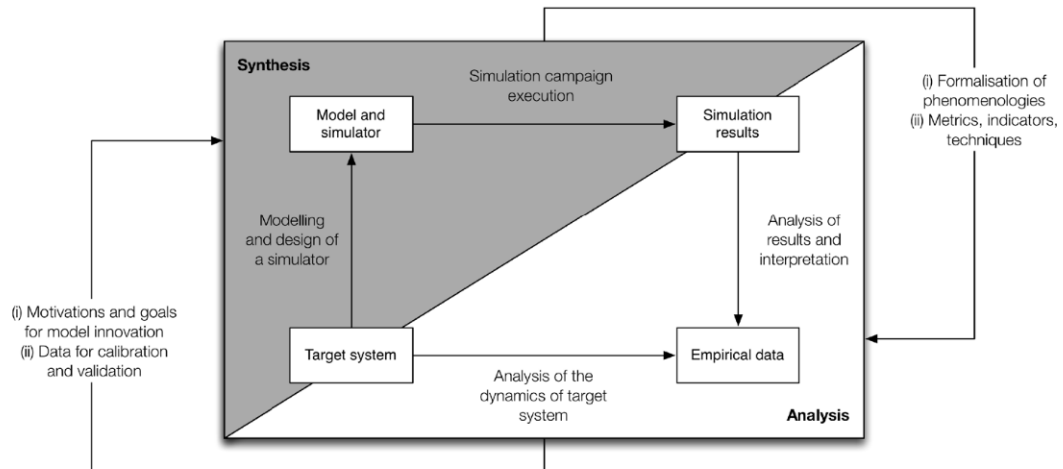 Synthesis
Simulation campaign
execution
(i) Formalisation of
phenomenologies
(ii) Metrics, indicators,
techniques
Model and
simulator
Simulation
results
Modelling
and design of
a simulator
Analysis of
results and
interpretation
(i) Motivations and goals
for model innovation
(ii) Data for calibration
and validation
Target system
Empirical data
Analysis of the
dynamics of target
system
Analysis